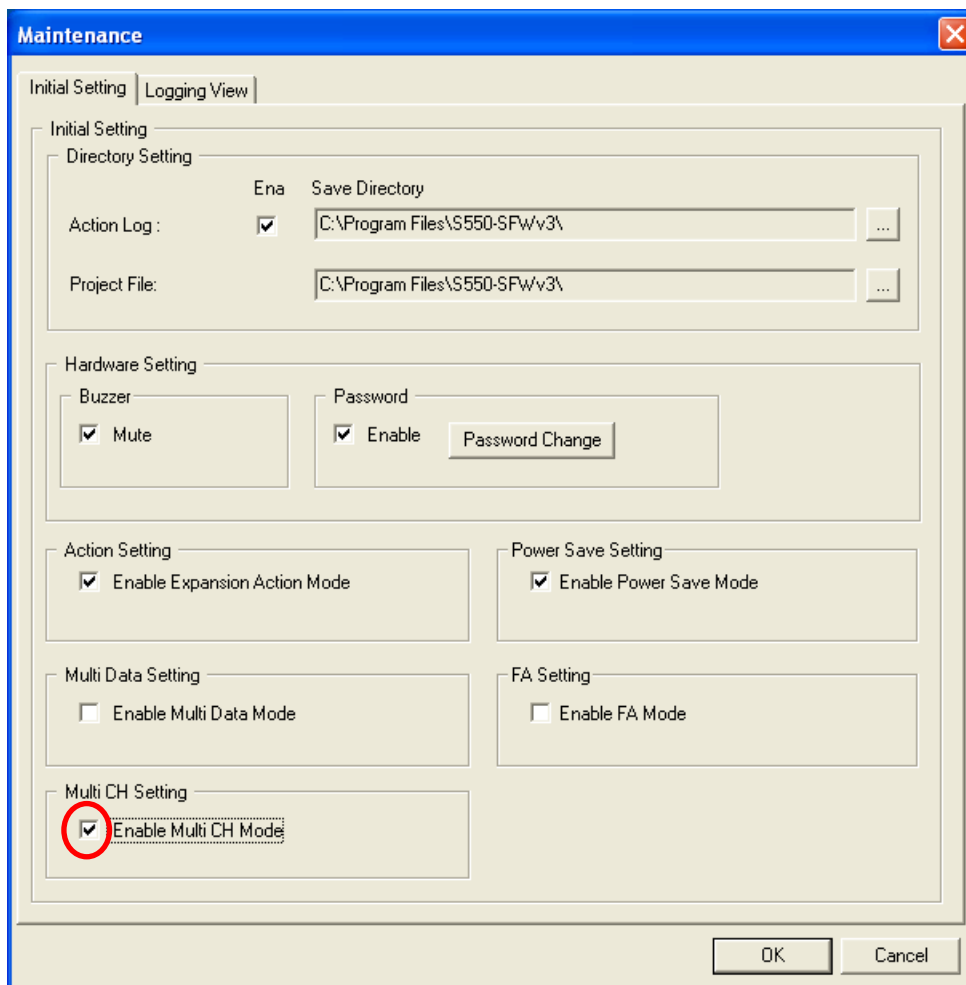 Maintenance
Initial Setting
Logging View
Initial Setting
Directory Setting
Ena Save Directory
Action Log : C:\Program Files\S550-SFWv3\ ...
Project File: C:\Program Files\S550-SFWv3\ ...
Hardware Setting
Buzzer
Mute
Password
Enable
Password Change
Action Setting
Enable Expansion Action Mode
Power Save Setting
Enable Power Save Mode
Multi Data Setting
Enable Multi Data Mode
FA Setting
Enable FA Mode
Multi CH Setting
Enable Multi CH Mode
OK
Cancel